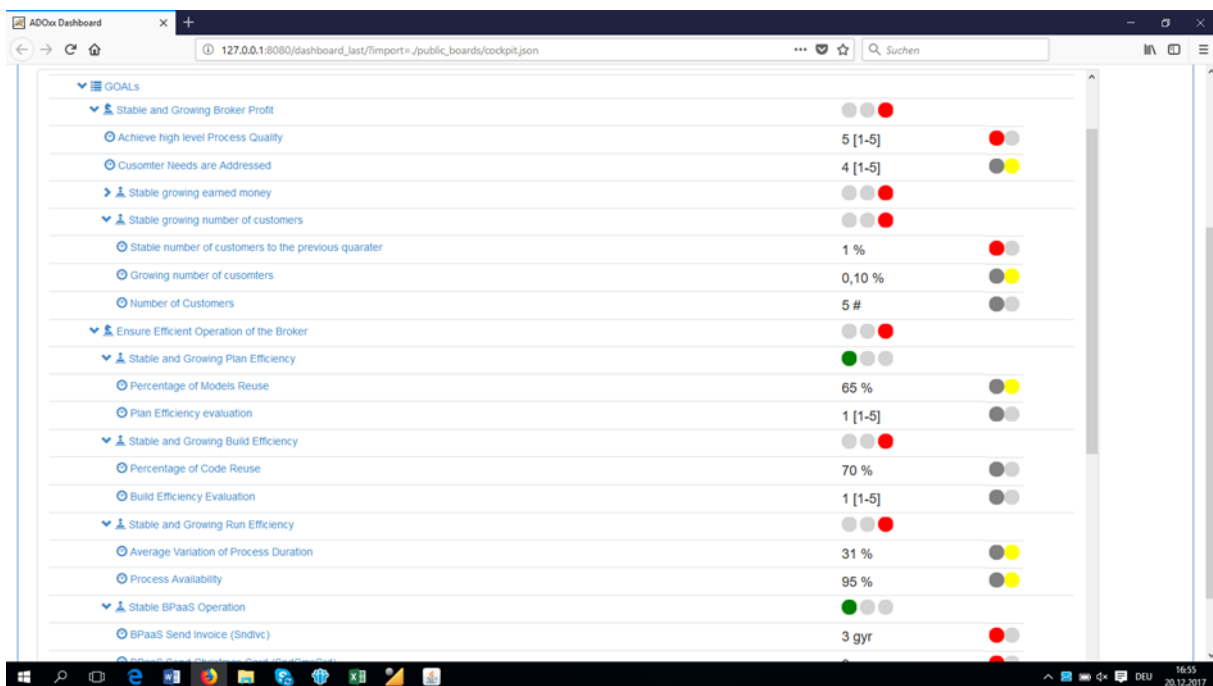 ADOxx Dashboard
127.0.0.1:8080/dashboard_last/?import=./public_boards/cockpit.json
Suchen
GOALs
Stable and Growing Broker Profit
Achieve high level Process Quality 5 [1-5]
Cusomter Needs are Addressed 4 [1-5]
Stable growing earned money
Stable growing number of customers
Stable number of customers to the previous quarater 1 %
Growing number of cusomters 0,10 %
Number of Customers 5 #
Ensure Efficient Operation of the Broker
Stable and Growing Plan Efficiency
Percentage of Models Reuse 65 %
Plan Efficiency evaluation 1 [1-5]
Stable and Growing Build Efficiency
Percentage of Code Reuse 70 %
Build Efficiency Evaluation 1 [1-5]
Stable and Growing Run Efficiency
Average Variation of Process Duration 31 %
Process Availability 95 %
Stable BPaaS Operation
BPaaS Send Invoice (SndIvc) 3 gyr
BPaaS Send Christmas Card
DEU
16:55
20.12.2017